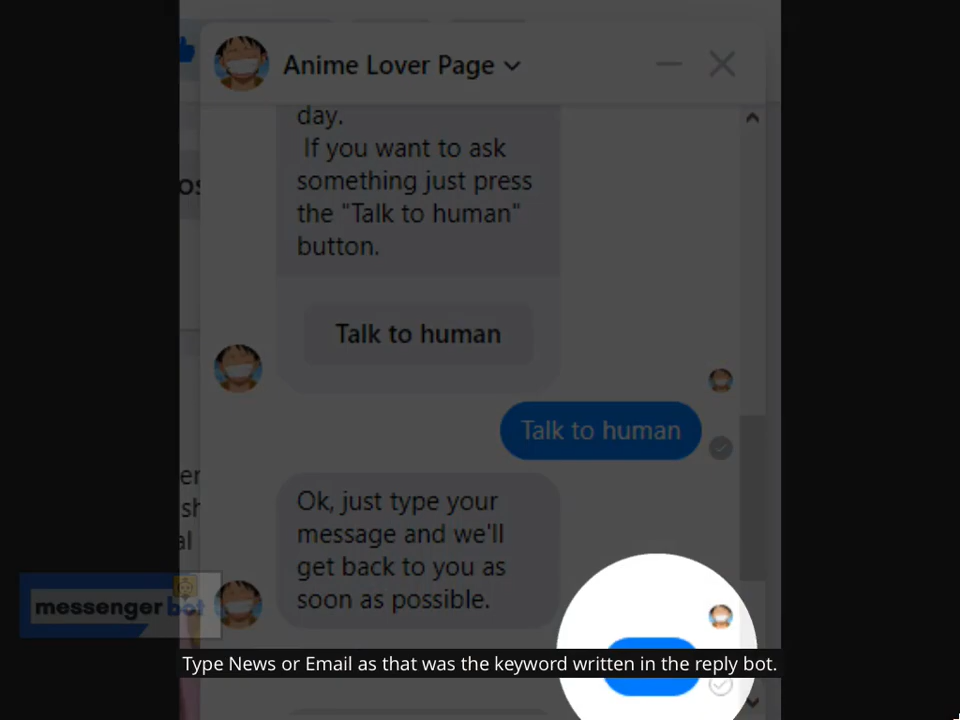 Anime Lover Page
day.
If you want to ask
something just press
the "Talk to human"
button.
Talk to human
Talk to human
Ok, just type your
message and we'll
get back to you as
soon as possible.
messenger bot
Type News or Email as that was the keyword written in the reply bot.